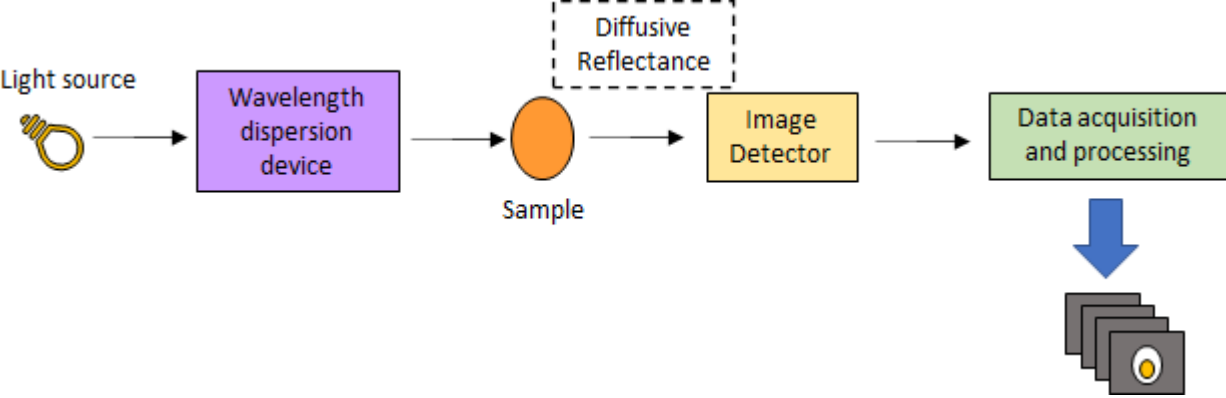 Diffusive
Reflectance
Light source
Wavelength
dispersion
device
Sample
Image
Detector
Data acquisition
and processing